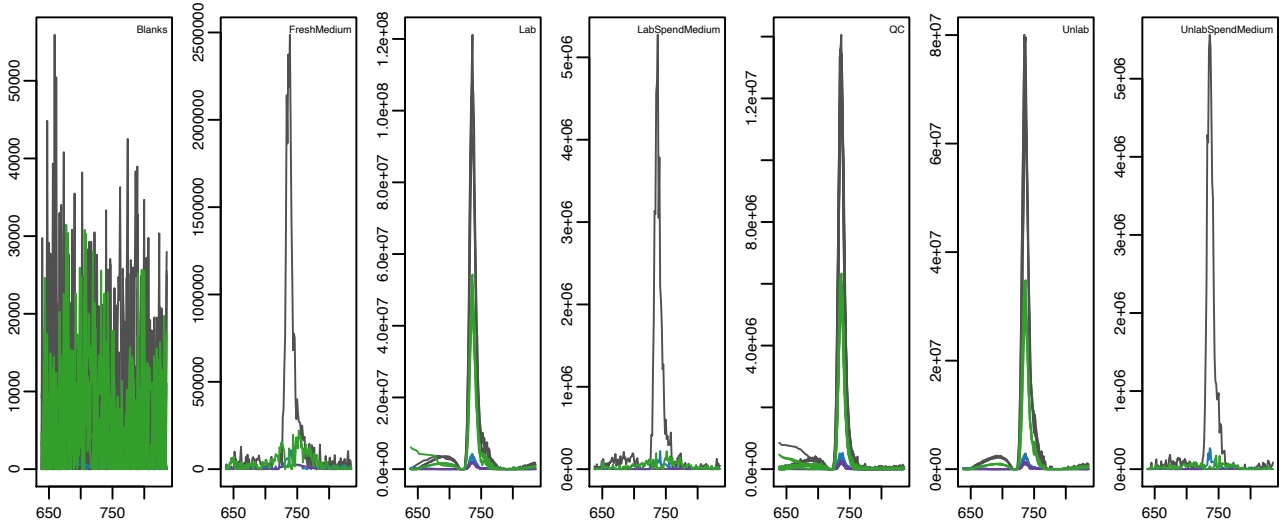 Blanks
0
10000
20000
30000
40000
50000
650
750
FreshMedium
0
500000
1000000
1500000
2000000
2500000
650
750
Lab
0.0e+00
2.0e+07
4.0e+07
6.0e+07
8.0e+07
1.0e+08
1.2e+08
650
750
LabSpendMedium
0e+00
1e+06
2e+06
3e+06
4e+06
5e+06
650
750
QC
0.0e+00
4.0e+06
8.0e+06
1.2e+07
650
750
Unlab
0e+00
2e+07
4e+07
6e+07
8e+07
650
750
UnlabSpendMedium
0e+00
1e+06
2e+06
3e+06
4e+06
5e+06
650
750